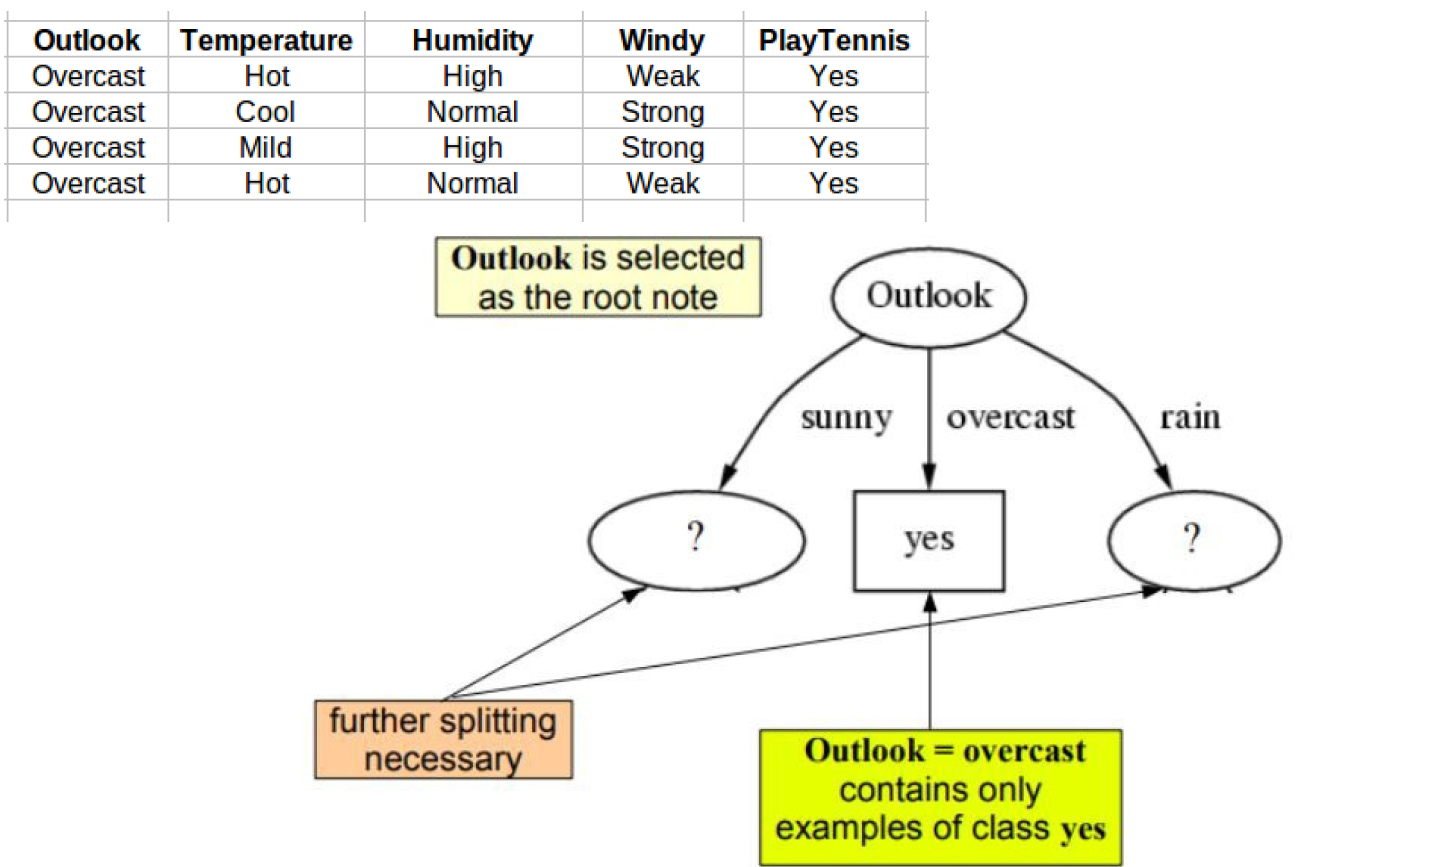 Outlook Temperature Humidity Windy PlayTennis
Overcast Hot High Weak Yes
Overcast Cool Normal Strong Yes
Overcast Mild High Strong Yes
Overcast Hot Normal Weak Yes
Outlook is selected
as the root note
Outlook
sunny overcast rain
? yes ?
further splitting
necessary
Outlook = overcast
contains only
examples of class yes